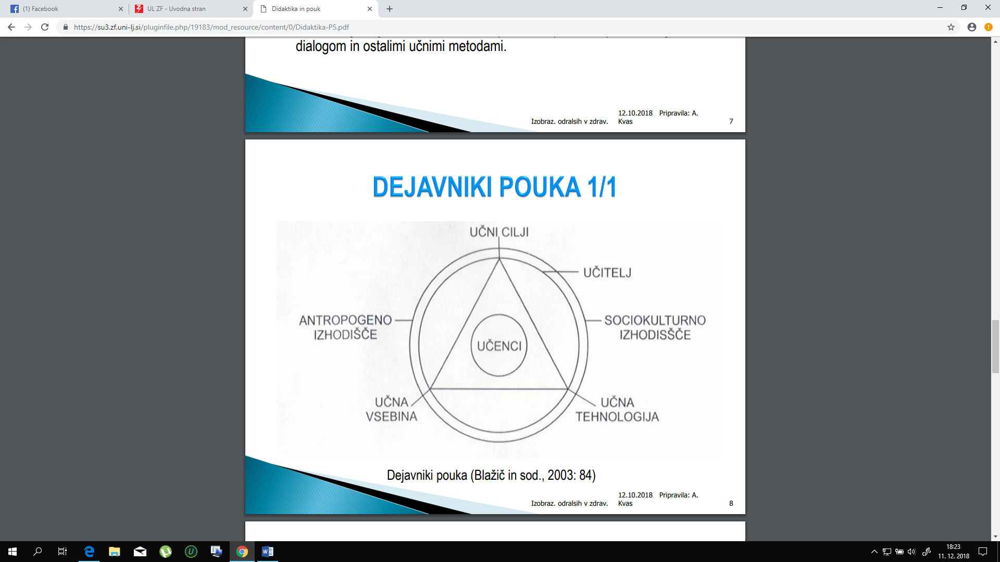 (1) Facebook
UL ZF - Uvodna stran
Didaktika in pouk
https://su3.zf.uni-lj.si/pluginfile.php/19183/mod_resource/content/0/Didaktika-P5.pdf
dialogom in ostalimi učnimi metodami.
12.10.2018 Pripravila: A.
Izobraz. odralsih v zdrav. Kvas 7
DEJAVNIKI POUKA 1/1
UČNI CILJI
UČITELJ
ANTROPOGENO
IZHODIŠČE
SOCIOKULTURNO
IZHODISŠČE
UČENCI
UČNA
VSEBINA
UČNA
TEHNOLOGIJA
Dejavniki pouka (Blažič in sod., 2003: 84)
12.10.2018 Pripravila: A.
Izobraz. odralsih v zdrav. Kvas 8
18:23
11. 12. 2018